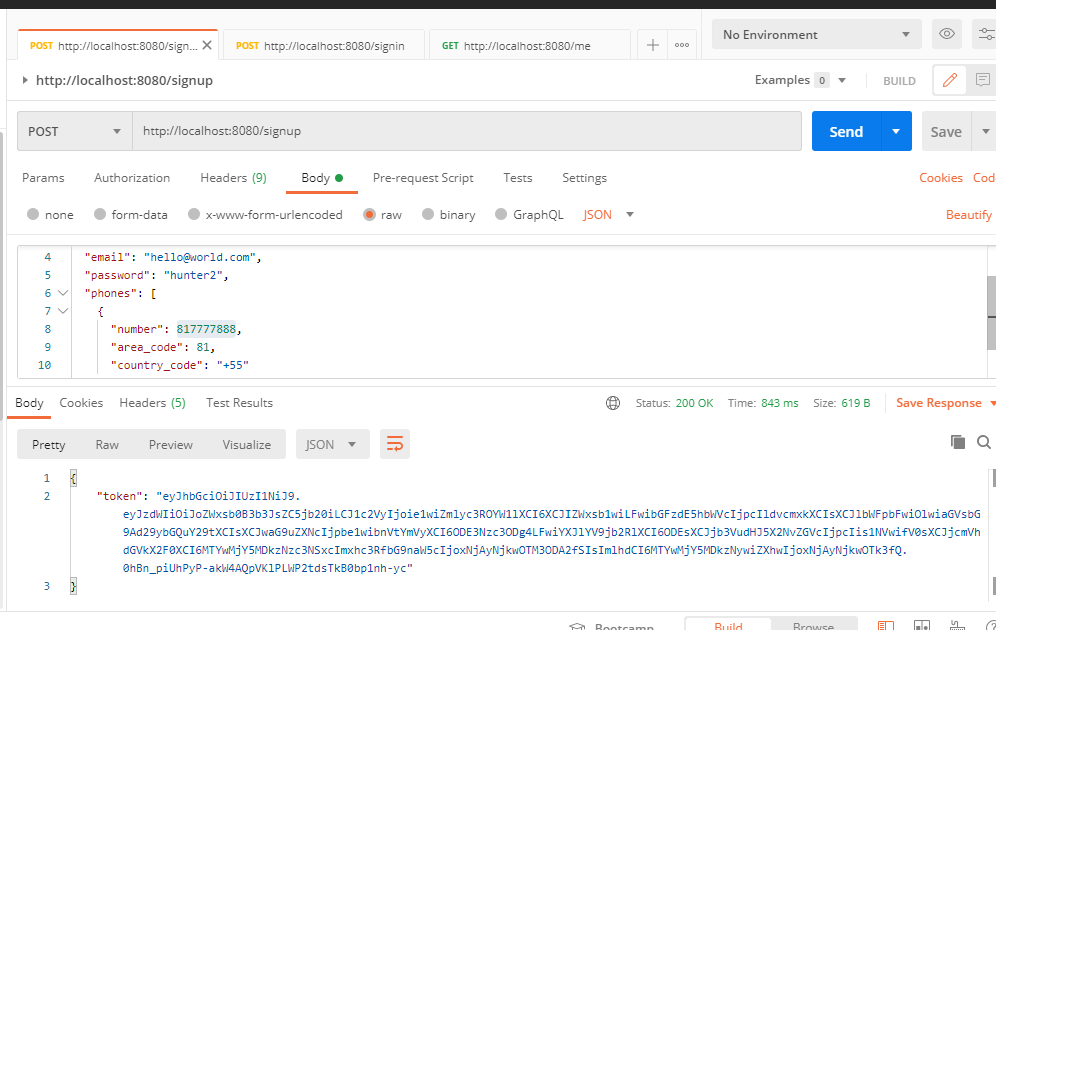 POST http://localhost:8080/sign... POST http://localhost:8080/signin GET http://localhost:8080/me
No Environment
http://localhost:8080/signup
Examples 0 BUILD
POST http://localhost:8080/signup Send Save
Params Authorization Headers (9) Body Pre-request Script Tests Settings Cookies Cod
none form-data x-www-form-urlencoded raw binary GraphQL JSON Beautify
4 "email": "hello@world.com",
5 "password": "hunter2",
6 "phones": [
7 {
8 "number": 817777888,
9 "area_code": 81,
10 "country_code": "+55"
Body Cookies Headers (5) Test Results Status: 200 OK Time: 843 ms Size: 619 B Save Response
Pretty Raw Preview Visualize JSON
1 {
2 "token": "eyJhbGciOiJIUzI1NiJ9.
eyJzdWIiOiJoZWxsb0B3b3JsZC5jb20iLCJ1c2VyIjoie1wiZmlyc3ROYW1lXCI6XCJIZWxsb1wiLFwibGFzdE5hbWVcIjpcIldvcmxkXCIsXCJlbWFpbFwiOlwiaGVsbG
9Ad29ybGQuY29tXCIsXCJwaG9uZXNcIjpbe1wibnVtYmVyXCI6ODE3Nzc3ODg4LFwiYXJlYV9jb2RlXCI6ODEsXCJjb3VudHJ5X2NvZGVcIjpcIis1NVwifV0sXCJjcmVh
dGVkX2F0XCI6MTYwMjY5MDkzNzc3NSxcImxhc3RfbG9naW5cIjoxNjAyNjkwOTM3ODA2fSIsImlhdCI6MTYwMjY5MDkzNywiZXhwIjoxNjAyNjkwOTk3fQ.
0hBn_piUhPyP-akW4AQpVKlPLWP2tdsTkB0bp1nh-yc"
3 }
Bootcamp Build Browse